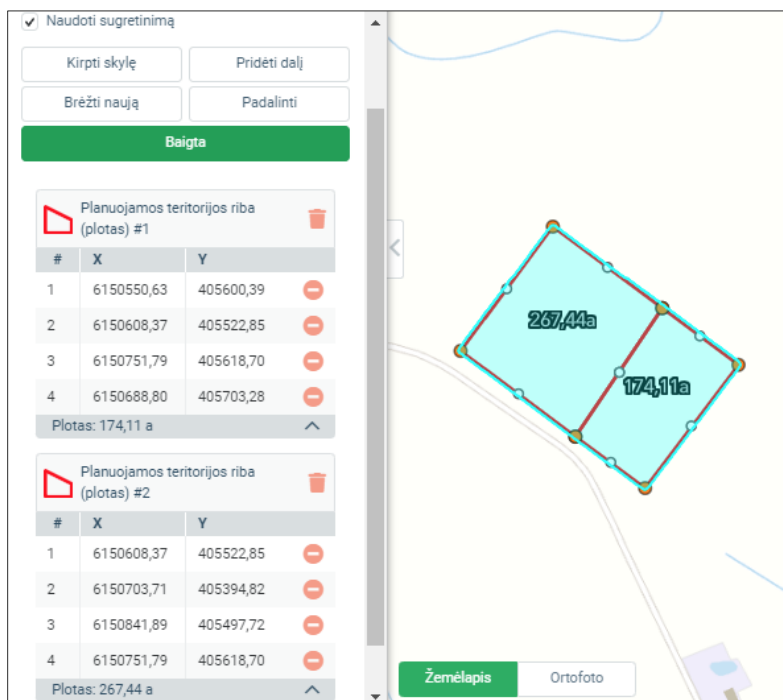 Naudoti sugretinimą
Kirpti skylę Pridėti dalį
Brėžti naują Padalinti
Baigta
Planuojamos teritorijos riba
(plotas) #1
# X Y
1 6150550,63 405600,39
2 6150608,37 405522,85
3 6150751,79 405618,70
4 6150688,80 405703,28
Plotas: 174,11 a
Planuojamos teritorijos riba
(plotas) #2
# X Y
1 6150608,37 405522,85
2 6150703,71 405394,82
3 6150841,89 405497,72
4 6150751,79 405618,70
Plotas: 267,44 a
267,44a
174,11a
Žemėlapis Ortofoto